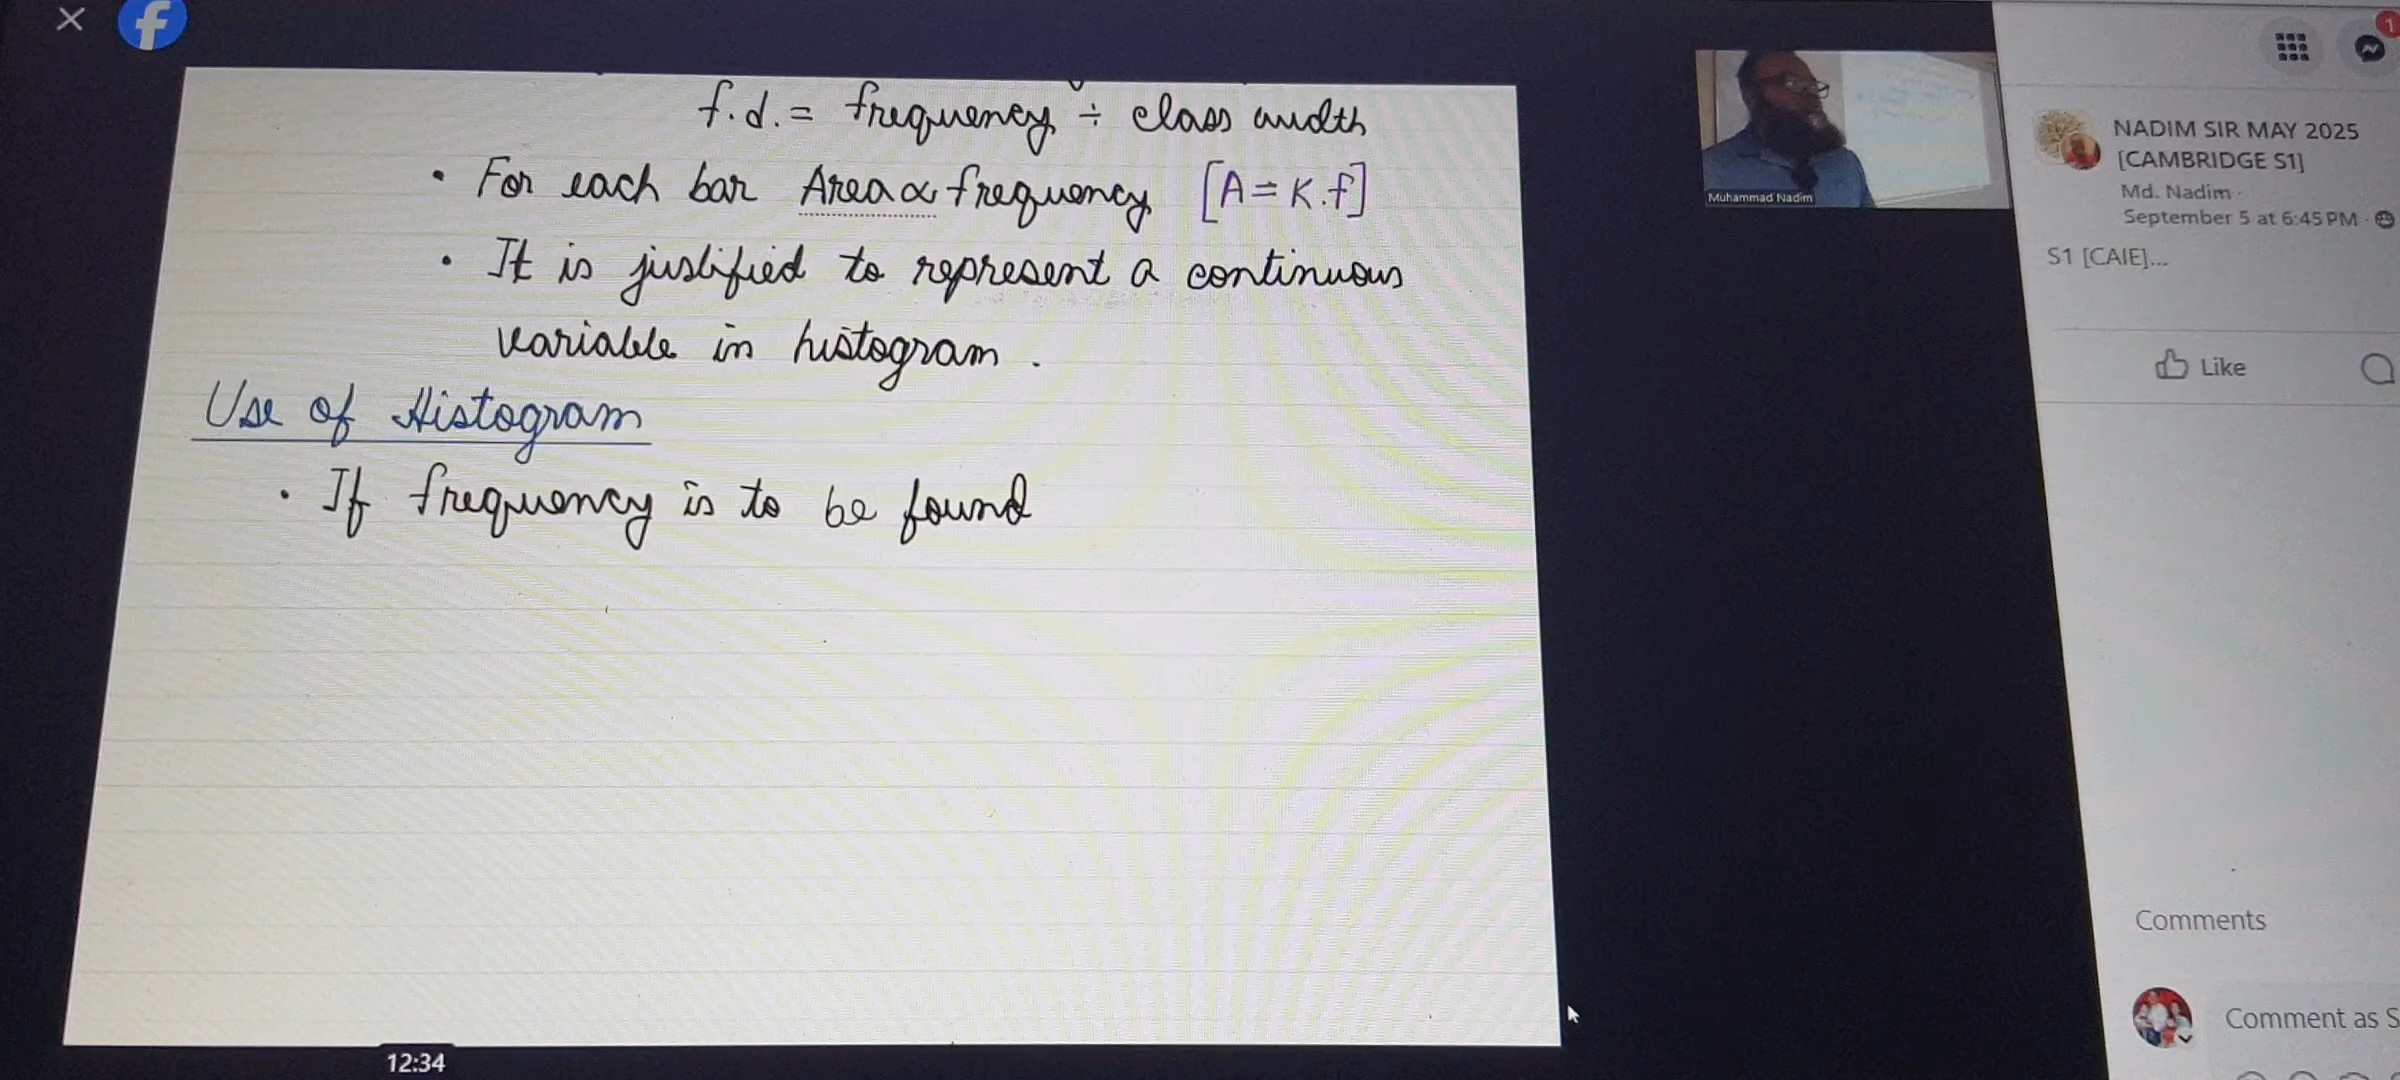 f.d. = frequency ÷ class width
• For each bar Area ∝ frequency [A = K.f]
• It is justified to represent a continuous
variable in histogram.
Use of Histogram
• If frequency is to be found
12:34
Muhammad Nadim
1
NADIM SIR MAY 2025
[CAMBRIDGE S1]
Md. Nadim ·
September 5 at 6:45 PM ·
S1 [CAIE]...
Like
Comments
Comment as S